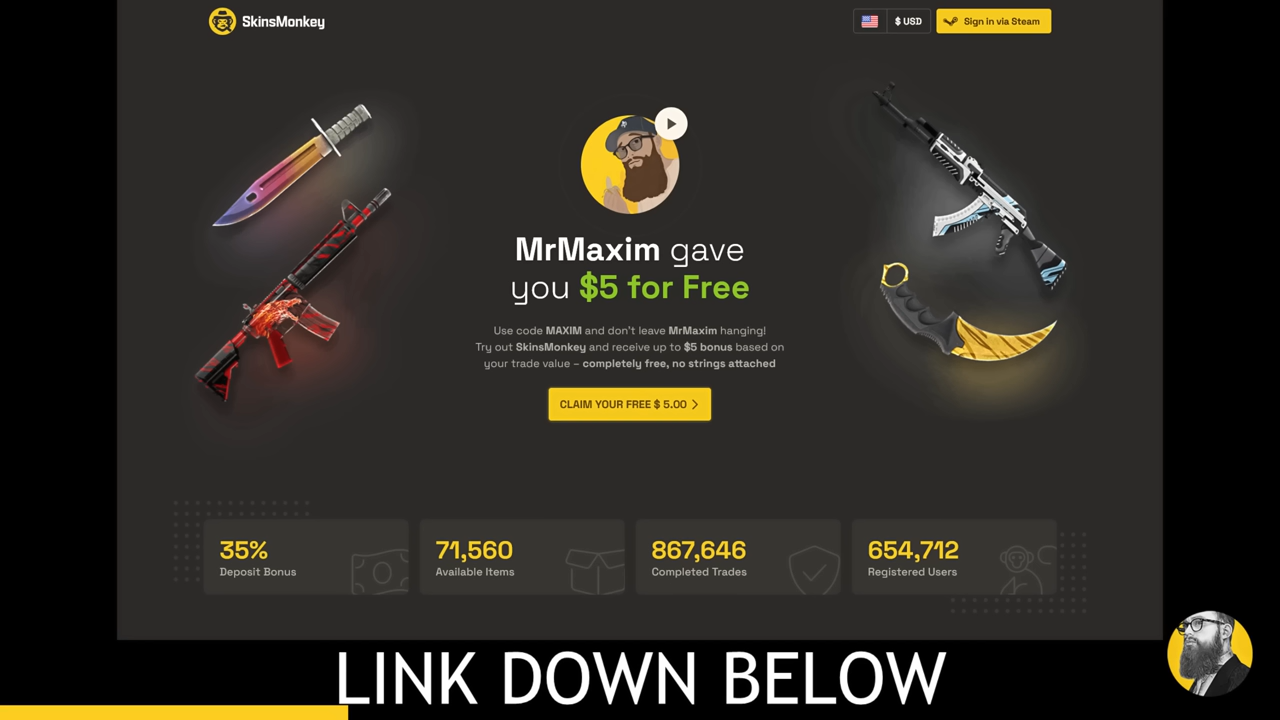 SkinsMonkey
$ USD
Sign in via Steam
MrMaxim gave
you $5 for Free
Use code MAXIM and don't leave MrMaxim hanging!
Try out SkinsMonkey and receive up to $5 bonus based on
your trade value – completely free, no strings attached
CLAIM YOUR FREE $ 5.00
35%
Deposit Bonus
71,560
Available Items
867,646
Completed Trades
654,712
Registered Users
LINK DOWN BELOW